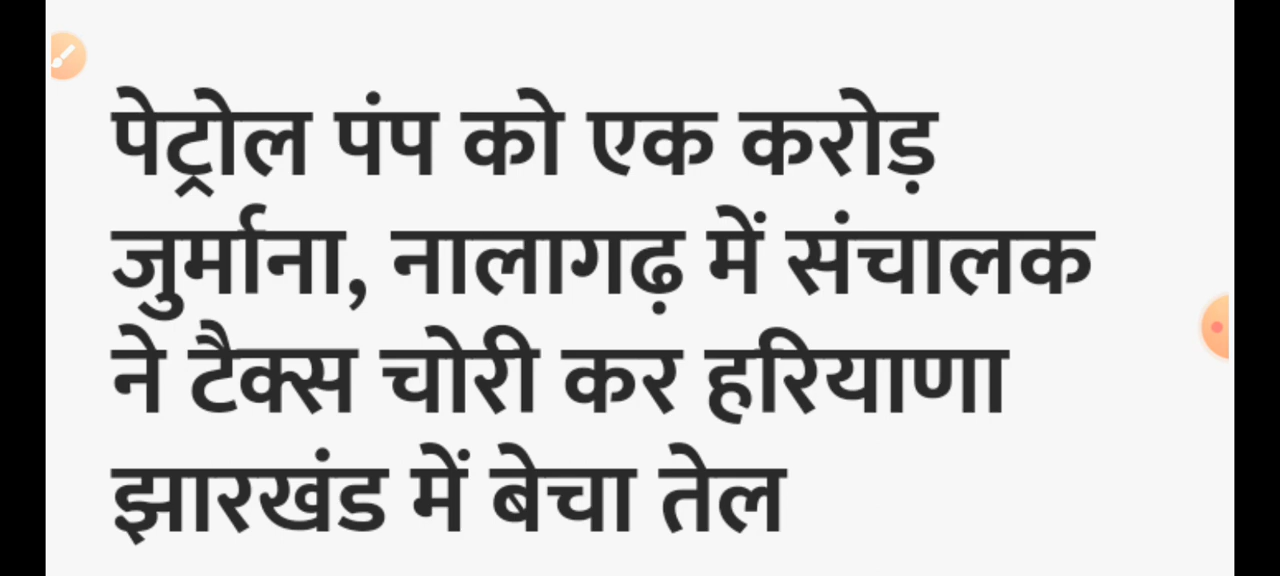 पेट्रोल पंप को एक करोड़
जुर्माना, नालागढ़ में संचालक
ने टैक्स चोरी कर हरियाणा
झारखंड में बेचा तेल